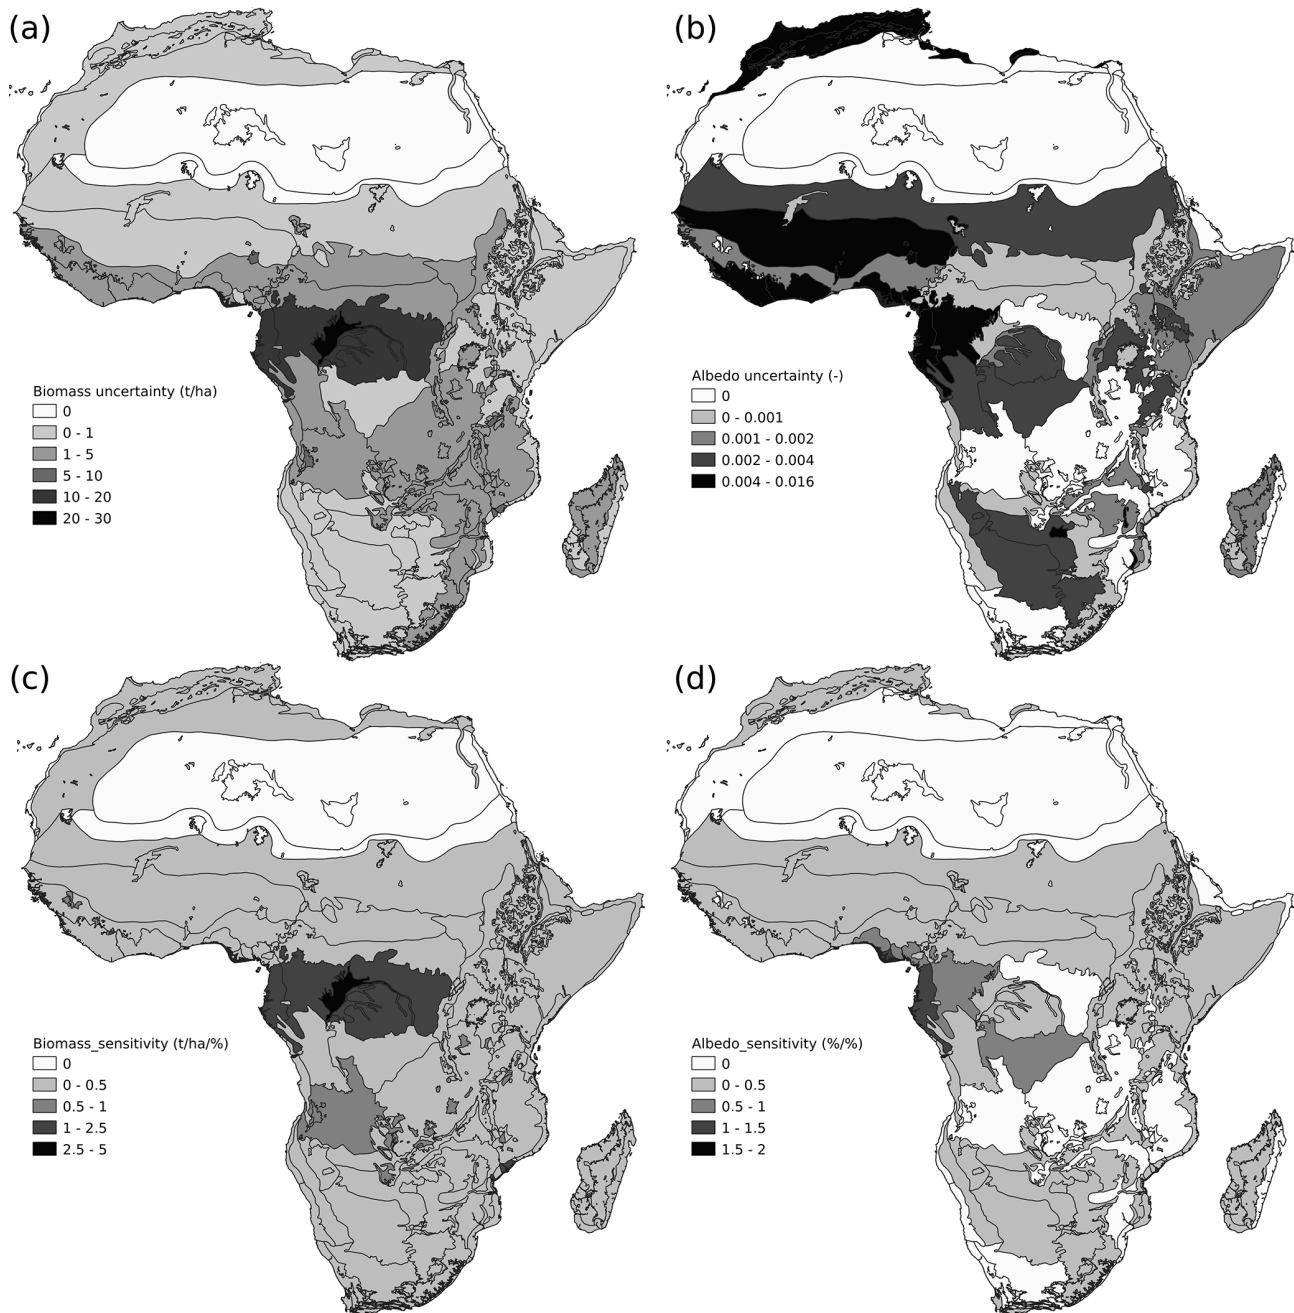 (a)
Biomass uncertainty (t/ha)
0
0 - 1
1 - 5
5 - 10
10 - 20
20 - 30
(b)
Albedo uncertainty (-)
0
0 - 0.001
0.001 - 0.002
0.002 - 0.004
0.004 - 0.016
(c)
Biomass_sensitivity (t/ha/%)
0
0 - 0.5
0.5 - 1
1 - 2.5
2.5 - 5
(d)
Albedo_sensitivity (%/%)
0
0 - 0.5
0.5 - 1
1 - 1.5
1.5 - 2